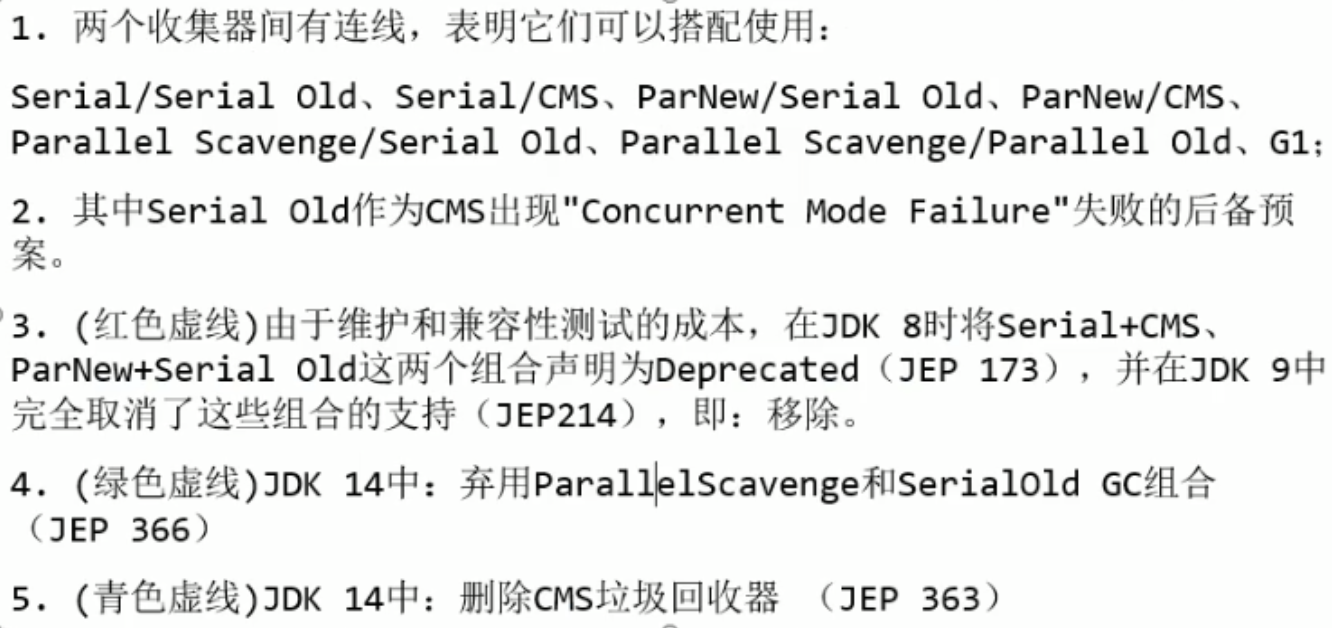 1. 两个收集器间有连线，表明它们可以搭配使用：
Serial/Serial Old、Serial/CMS、ParNew/Serial Old、ParNew/CMS、
Parallel Scavenge/Serial Old、Parallel Scavenge/Parallel Old、G1；
2. 其中Serial Old作为CMS出现"Concurrent Mode Failure"失败的后备预
案。
3. (红色虚线)由于维护和兼容性测试的成本，在JDK 8时将Serial+CMS、
ParNew+Serial Old这两个组合声明为Deprecated（JEP 173），并在JDK 9中
完全取消了这些组合的支持（JEP214），即：移除。
4. (绿色虚线)JDK 14中：弃用ParallelScavenge和SerialOld GC组合
（JEP 366）
5. (青色虚线)JDK 14中：删除CMS垃圾回收器 （JEP 363）